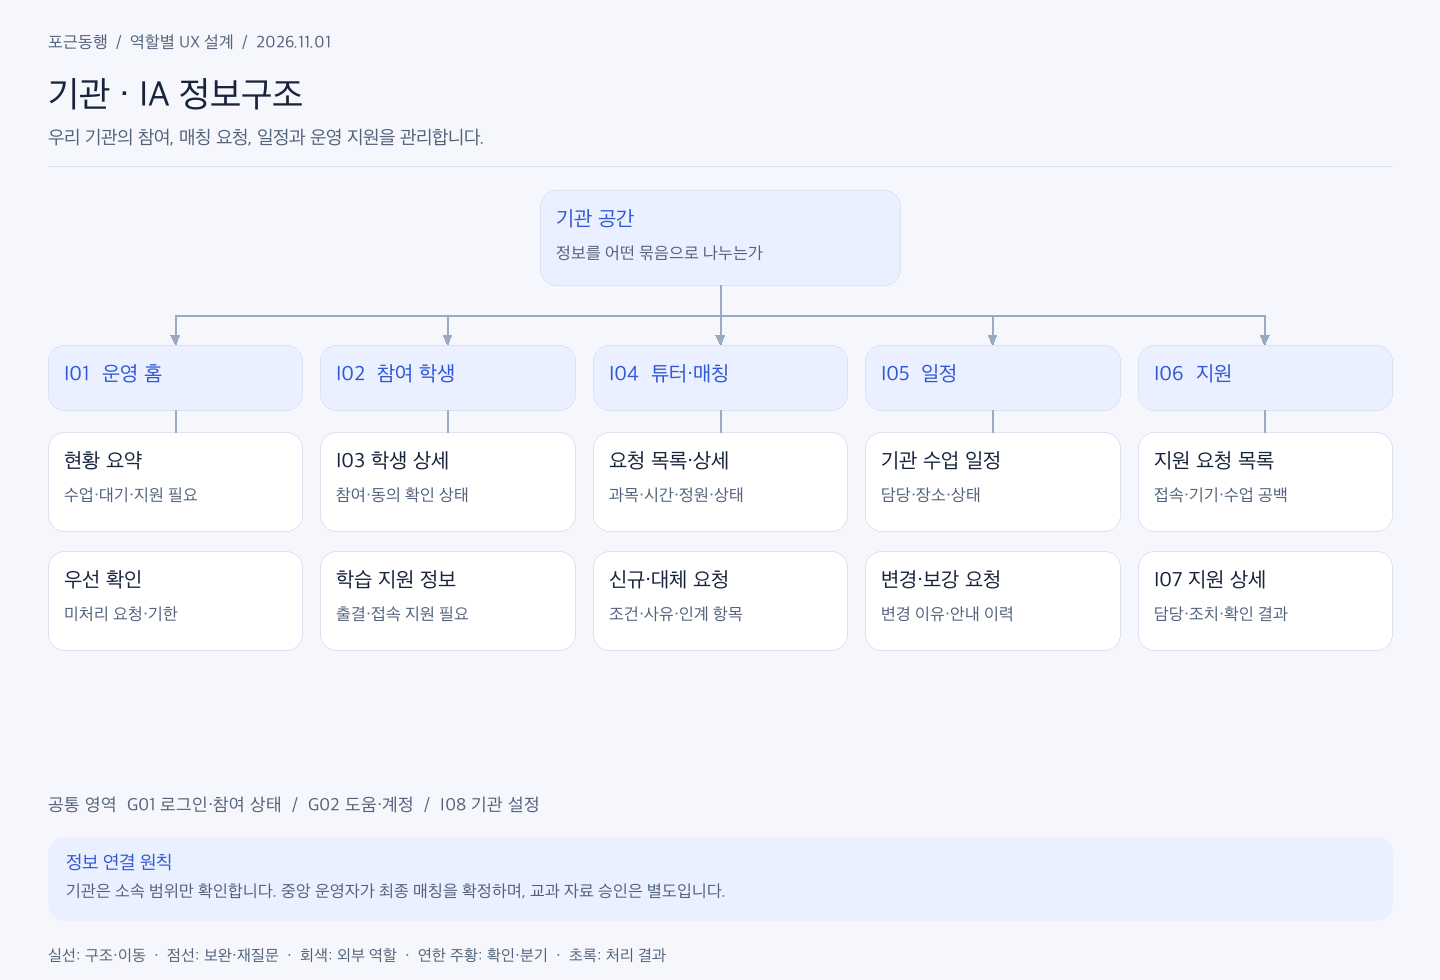 포근동행 / 역할별 UX 설계 / 2026.11.01
기관 · IA 정보구조
우리 기관의 참여, 매칭 요청, 일정과 운영 지원을 관리합니다.
기관 공간
정보를 어떤 묶음으로 나누는가
I01 운영 홈
I02 참여 학생
I04 튜터·매칭
I05 일정
I06 지원
현황 요약
수업·대기·지원 필요
I03 학생 상세
참여·동의 확인 상태
요청 목록·상세
과목·시간·정원·상태
기관 수업 일정
담당·장소·상태
지원 요청 목록
접속·기기·수업 공백
우선 확인
미처리 요청·기한
학습 지원 정보
출결·접속 지원 필요
신규·대체 요청
조건·사유·인계 항목
변경·보강 요청
변경 이유·안내 이력
I07 지원 상세
담당·조치·확인 결과
공통 영역 G01 로그인·참여 상태 / G02 도움·계정 / I08 기관 설정
정보 연결 원칙
기관은 소속 범위만 확인합니다. 중앙 운영자가 최종 매칭을 확정하며, 교과 자료 승인은 별도입니다.
실선: 구조·이동 · 점선: 보완·재질문 · 회색: 외부 역할 · 연한 주황: 확인·분기 · 초록: 처리 결과